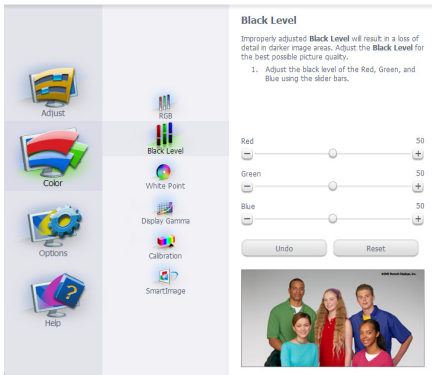 Adjust
Color
Options
Help
RGB
Black Level
White Point
Display Gamma
Calibration
SmartImage
Black Level
Improperly adjusted Black Level will result in a loss of
detail in darker image areas. Adjust the Black Level for
the best possible picture quality.
1. Adjust the black level of the Red, Green, and
Blue using the slider bars.
Red 50
Green 50
Blue 50
Undo Reset